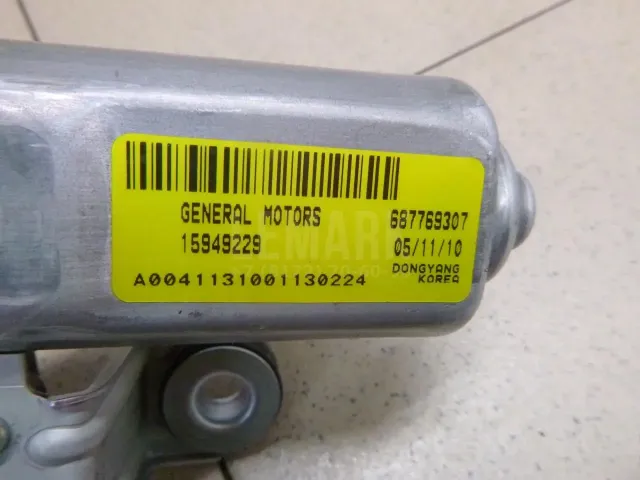 GENERAL MOTORS 687769307
15949229 05/11/10
DONGYANG
KOREA
A0041131001130224